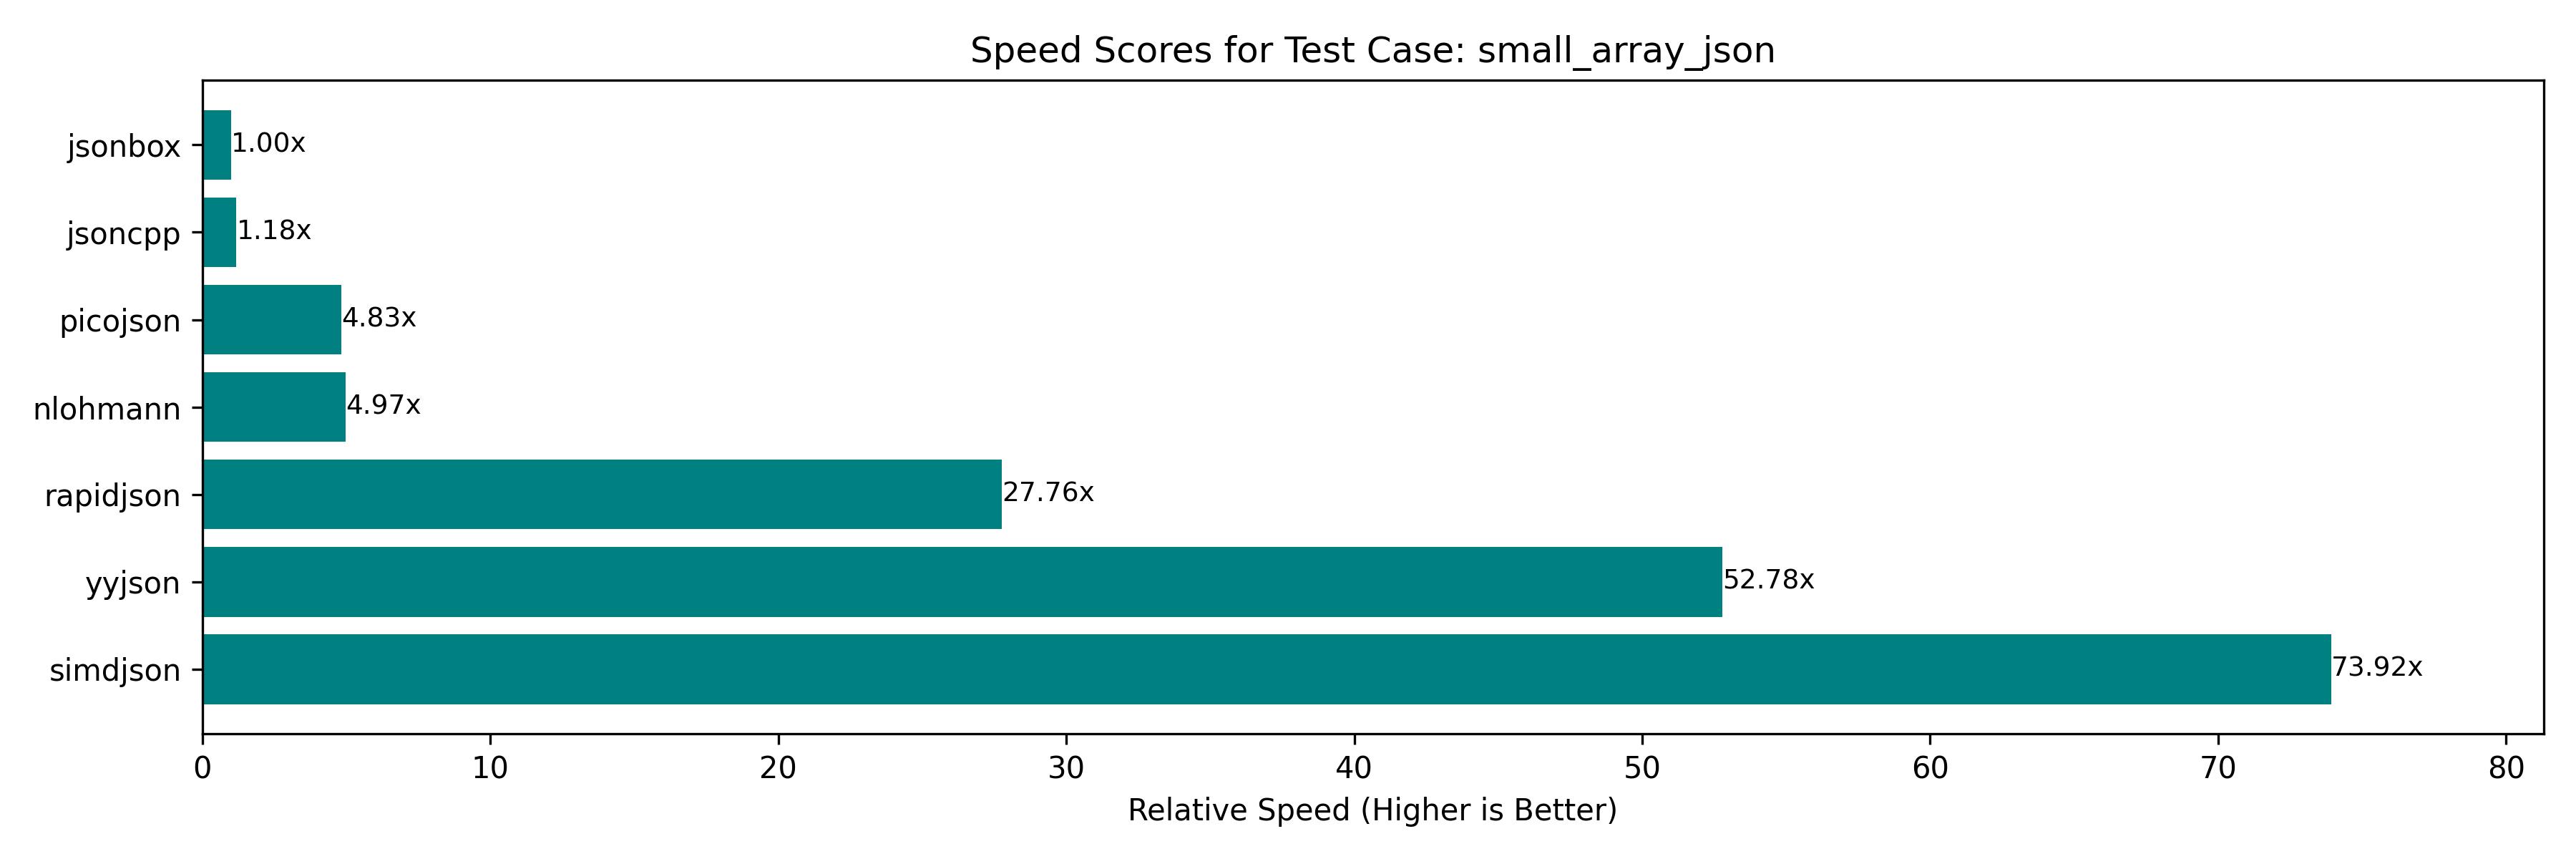 Speed Scores for Test Case: small_array_json
jsonbox 1.00x
jsoncpp 1.18x
picojson 4.83x
nlohmann 4.97x
rapidjson 27.76x
yyjson 52.78x
simdjson 73.92x
0 10 20 30 40 50 60 70 80
Relative Speed (Higher is Better)